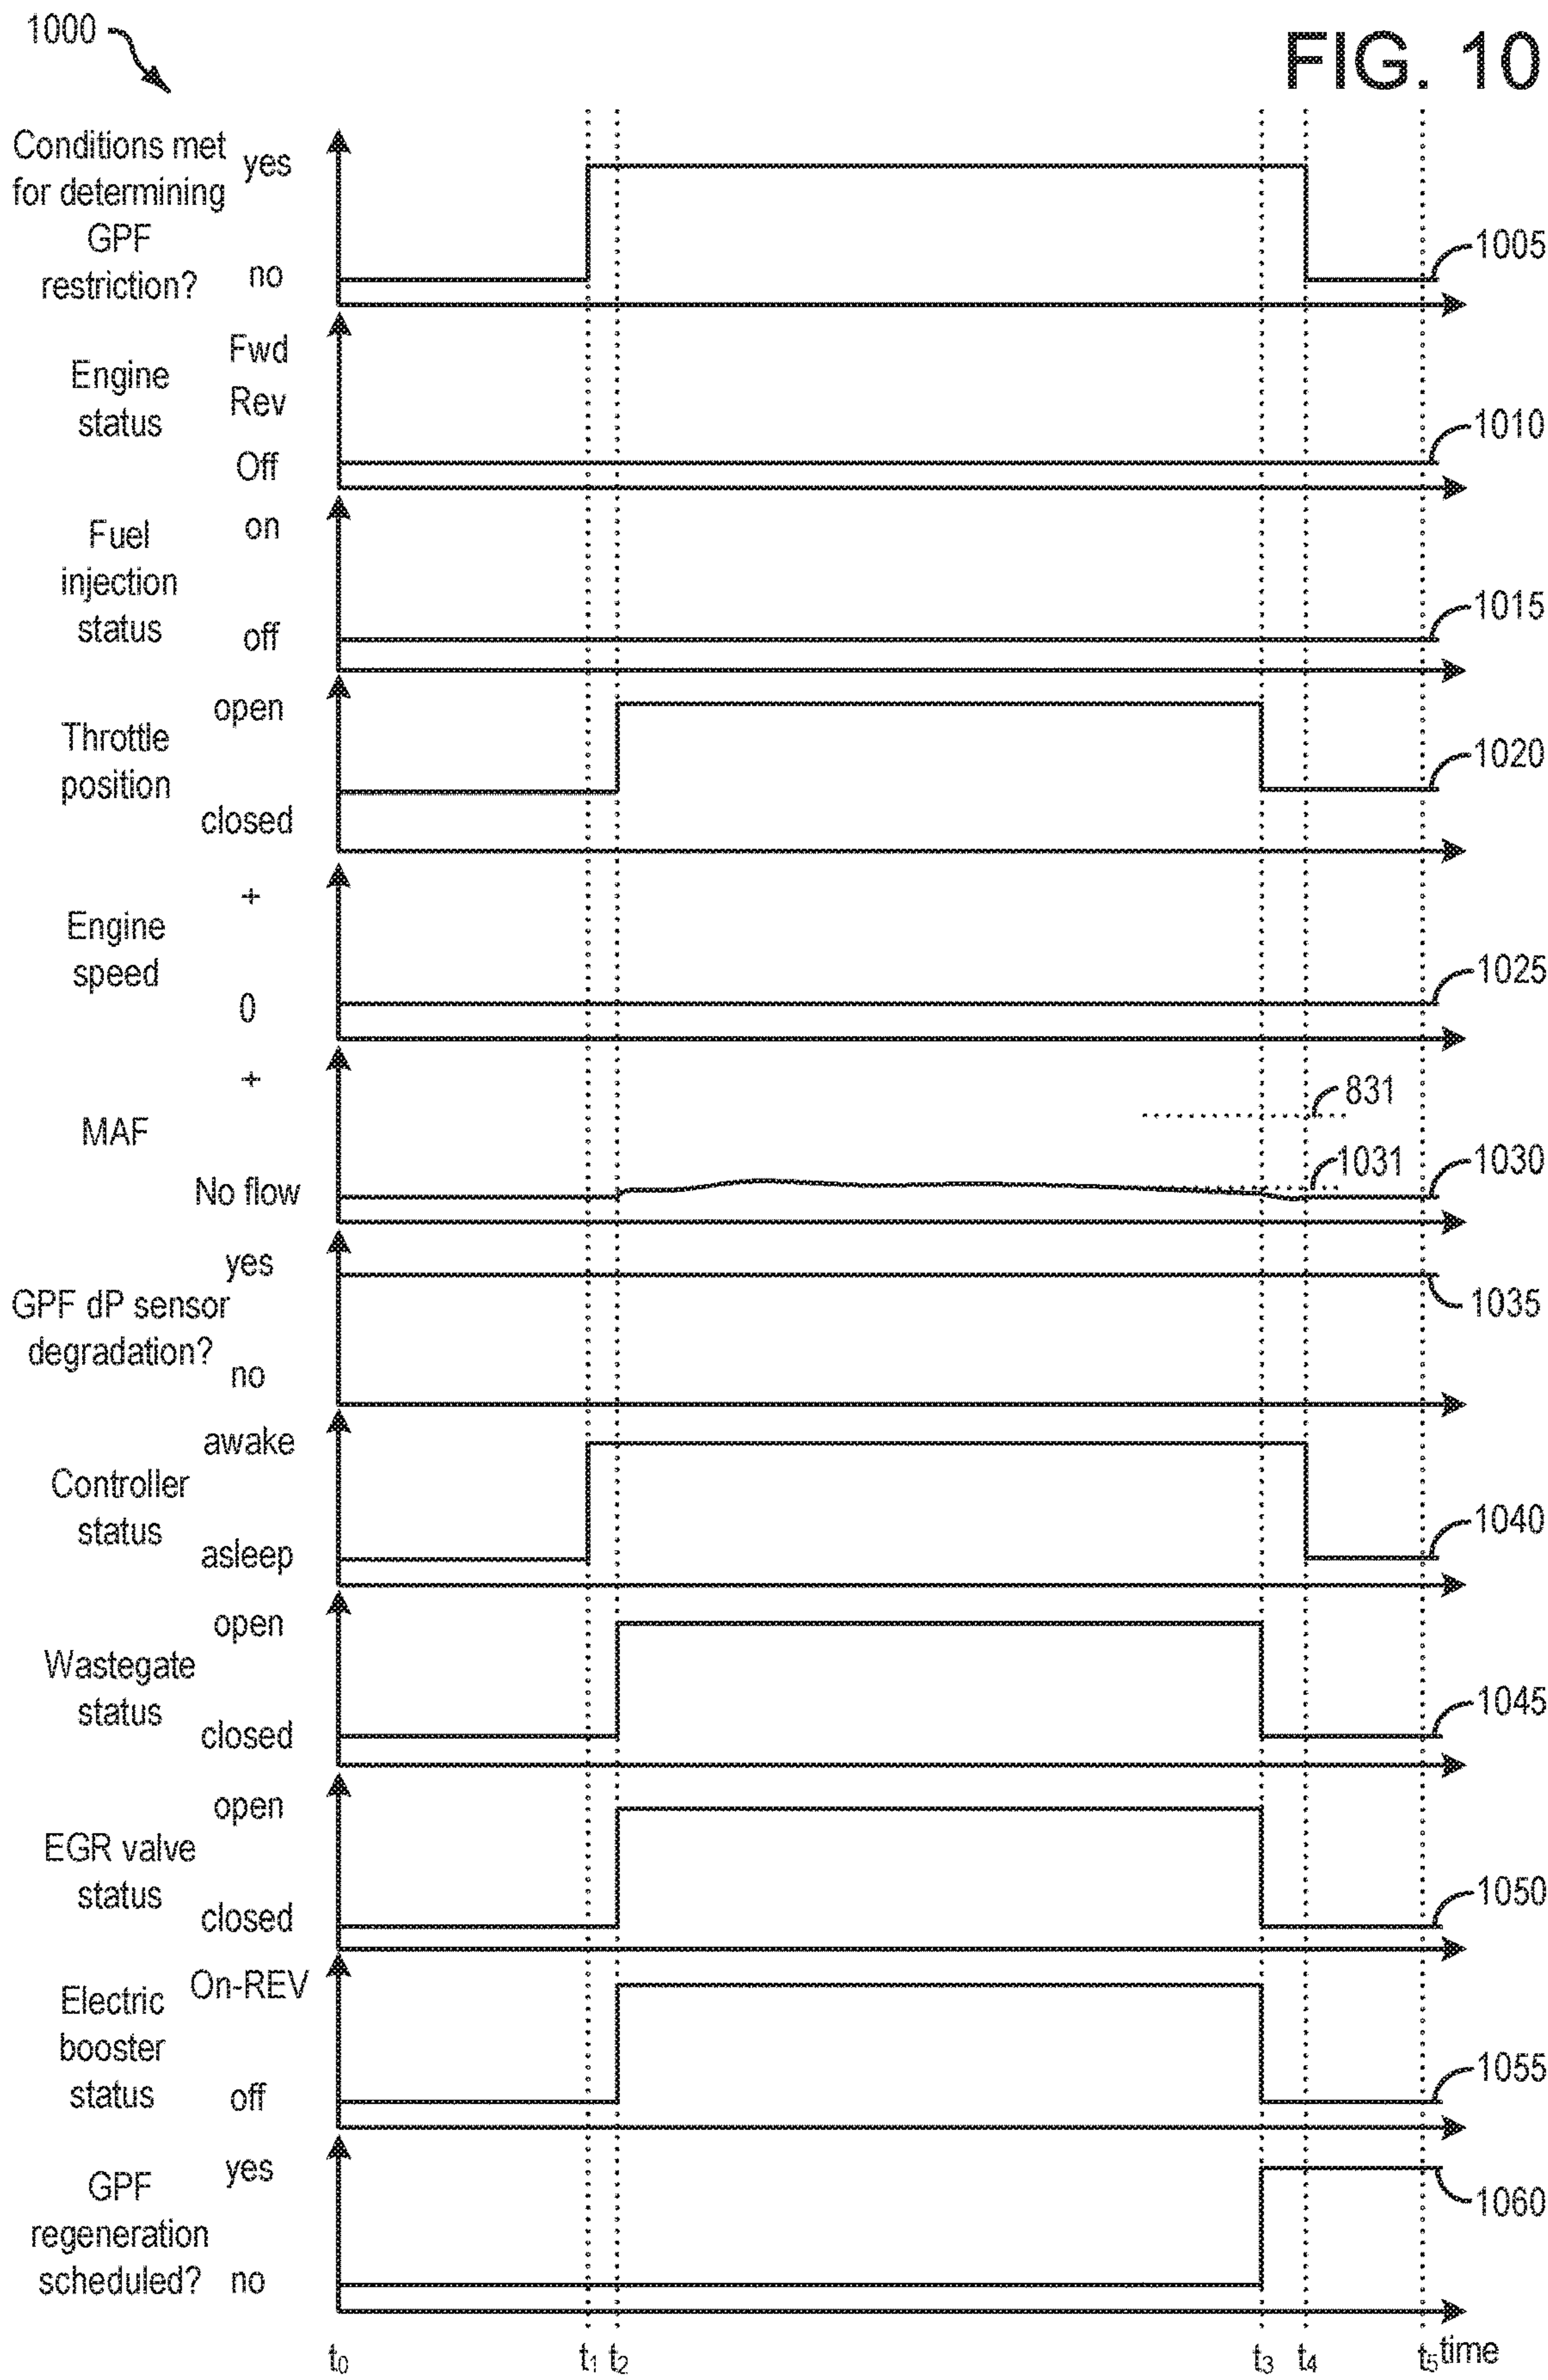 1000
FIG. 10
Conditions met
for determining
GPF
restriction?
yes
no
1005
Engine
status
Fwd
Rev
Off
1010
Fuel
injection
status
on
off
1015
Throttle
position
open
closed
1020
Engine
speed
+
0
1025
MAF
+
No flow
831
1031
1030
GPF dP sensor
degradation?
yes
no
1035
Controller
status
awake
asleep
1040
Wastegate
status
open
closed
1045
EGR valve
status
open
closed
1050
Electric
booster
status
On-REV
off
1055
GPF
regeneration
scheduled?
yes
no
1060
t0 t1 t2 t3 t4 t5 time